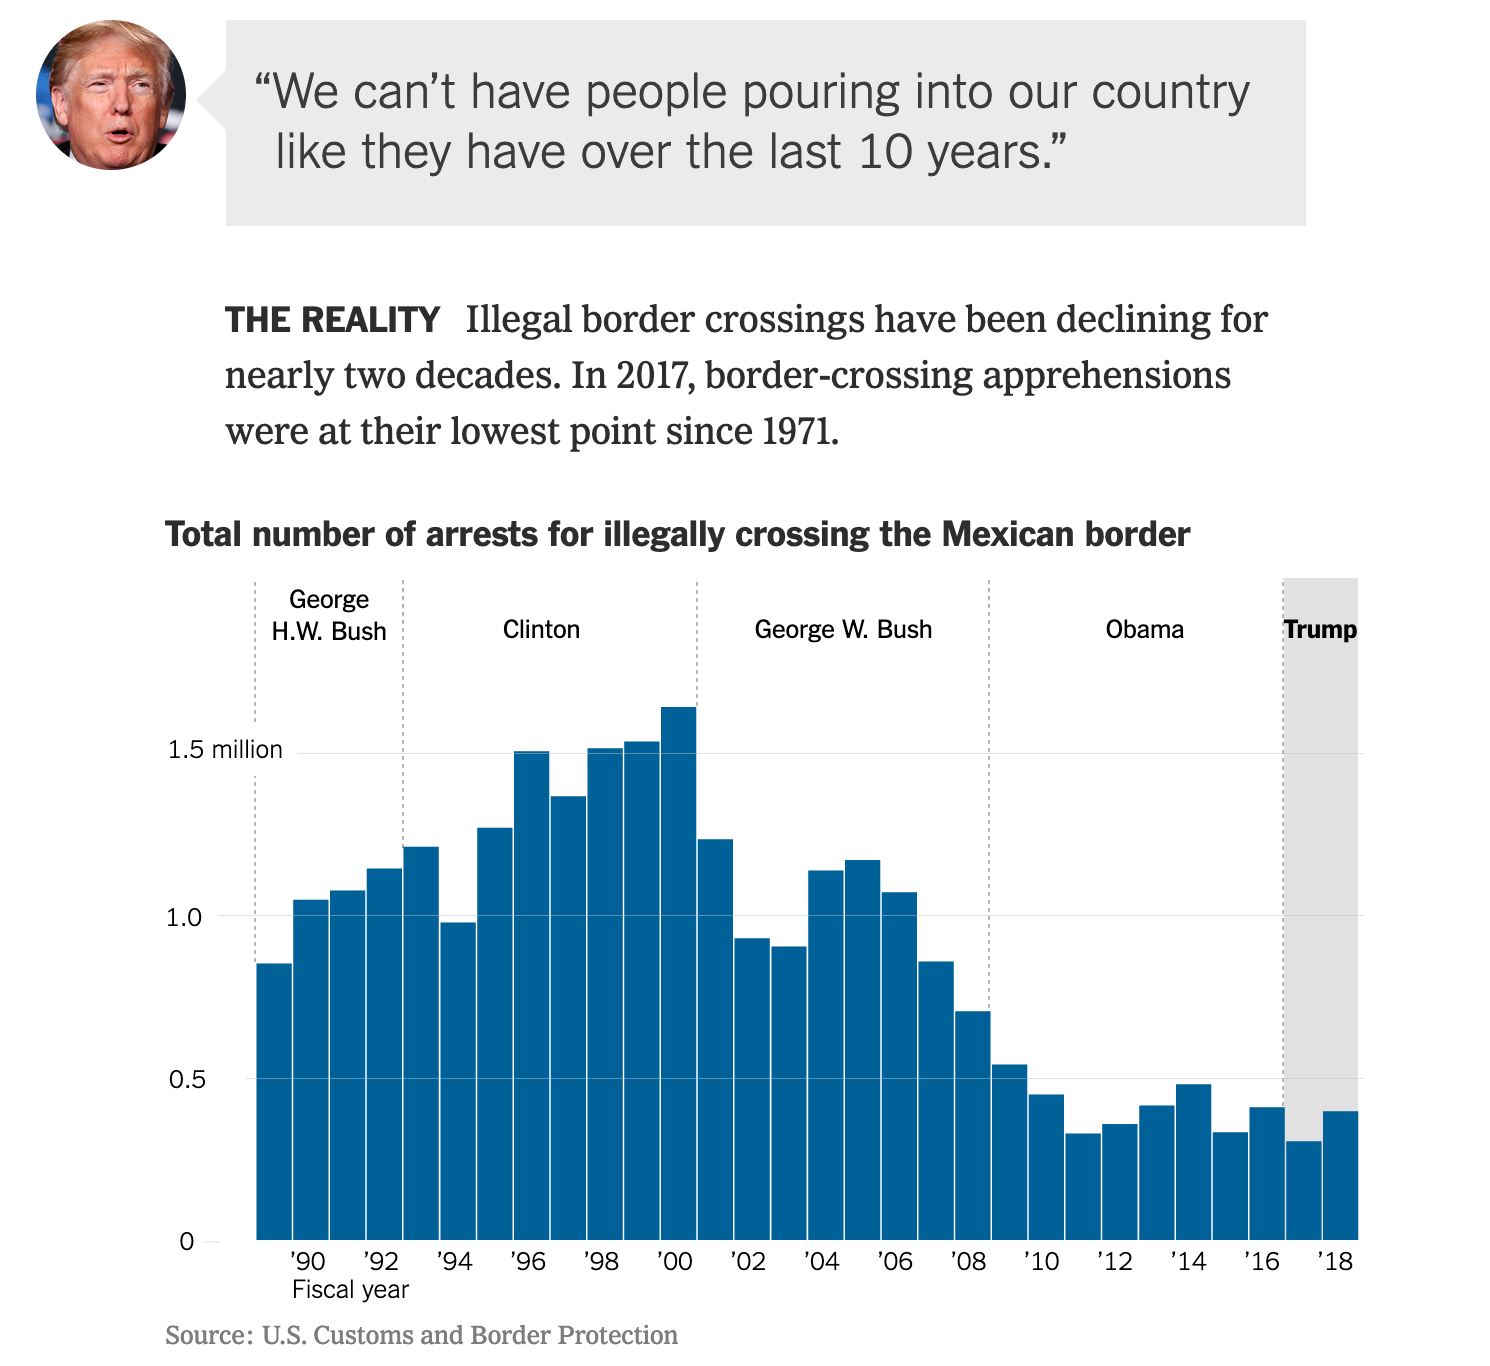 “We can’t have people pouring into our country
like they have over the last 10 years.”
THE REALITY Illegal border crossings have been declining for
nearly two decades. In 2017, border-crossing apprehensions
were at their lowest point since 1971.
Total number of arrests for illegally crossing the Mexican border
George
H.W. Bush
Clinton
George W. Bush
Obama
Trump
1.5 million
1.0
0.5
0
’90 ’92 ’94 ’96 ’98 ’00 ’02 ’04 ’06 ’08 ’10 ’12 ’14 ’16 ’18
Fiscal year
Source: U.S. Customs and Border Protection